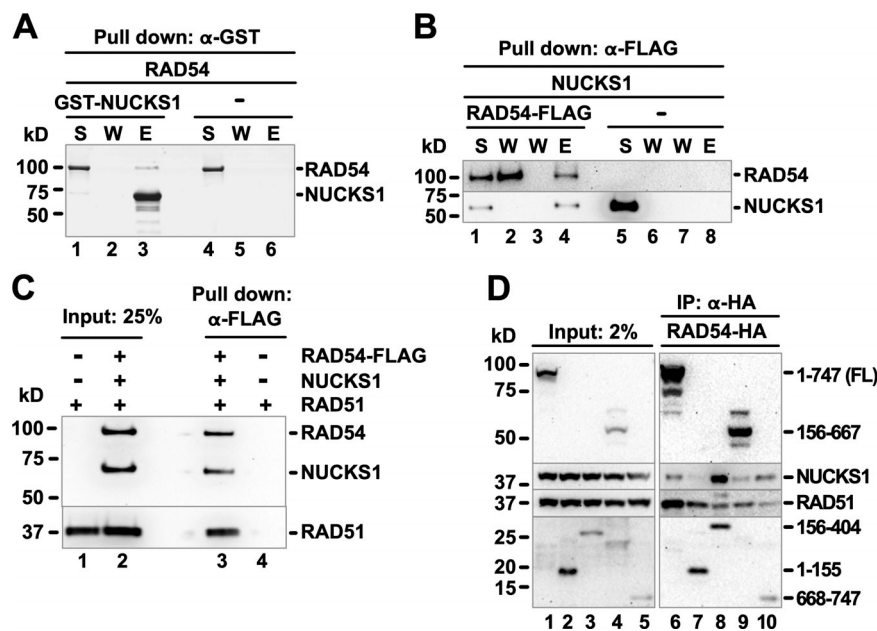 A
Pull down: α-GST
RAD54
GST-NUCKS1 -
kD S W E S W E
100 RAD54
75 NUCKS1
50
1 2 3 4 5 6
B
Pull down: α-FLAG
NUCKS1
RAD54-FLAG -
kD S W W E S W W E
100 RAD54
75
50 NUCKS1
1 2 3 4 5 6 7 8
C
Input: 25% Pull down: α-FLAG
- + + - RAD54-FLAG
- + + - NUCKS1
+ + + + RAD51
kD
100 RAD54
75 NUCKS1
50
37 RAD51
1 2 3 4
D
IP: α-HA
kD Input: 2% RAD54-HA
100 1-747 (FL)
75
50 156-667
37 NUCKS1
37 RAD51
25 156-404
20 1-155
15 668-747
1 2 3 4 5 6 7 8 9 10